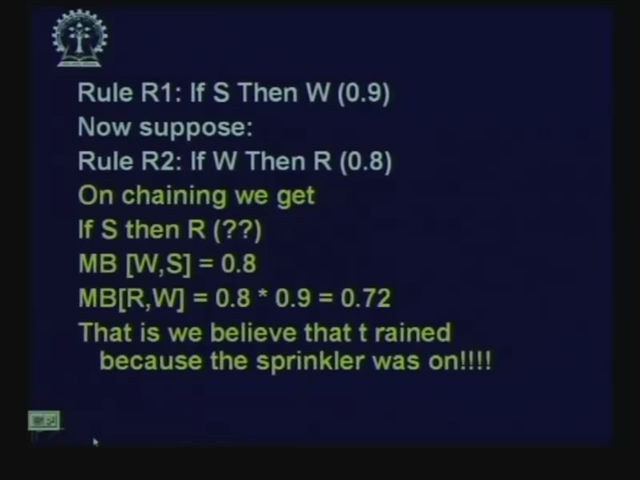 Rule R1: If S Then W (0.9)
Now suppose:
Rule R2: If W Then R (0.8)
On chaining we get
If S then R (??)
MB [W,S] = 0.8
MB[R,W] = 0.8 * 0.9 = 0.72
That is we believe that t rained
because the sprinkler was on!!!!